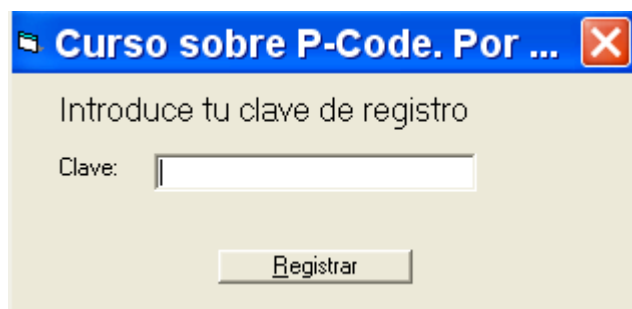 Curso sobre P-Code. Por ...
Introduce tu clave de registro
Clave:
Registrar